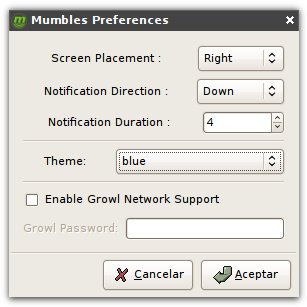 Mumbles Preferences
Screen Placement : Right
Notification Direction : Down
Notification Duration : 4
Theme: blue
Enable Growl Network Support
Growl Password:
Cancelar Aceptar